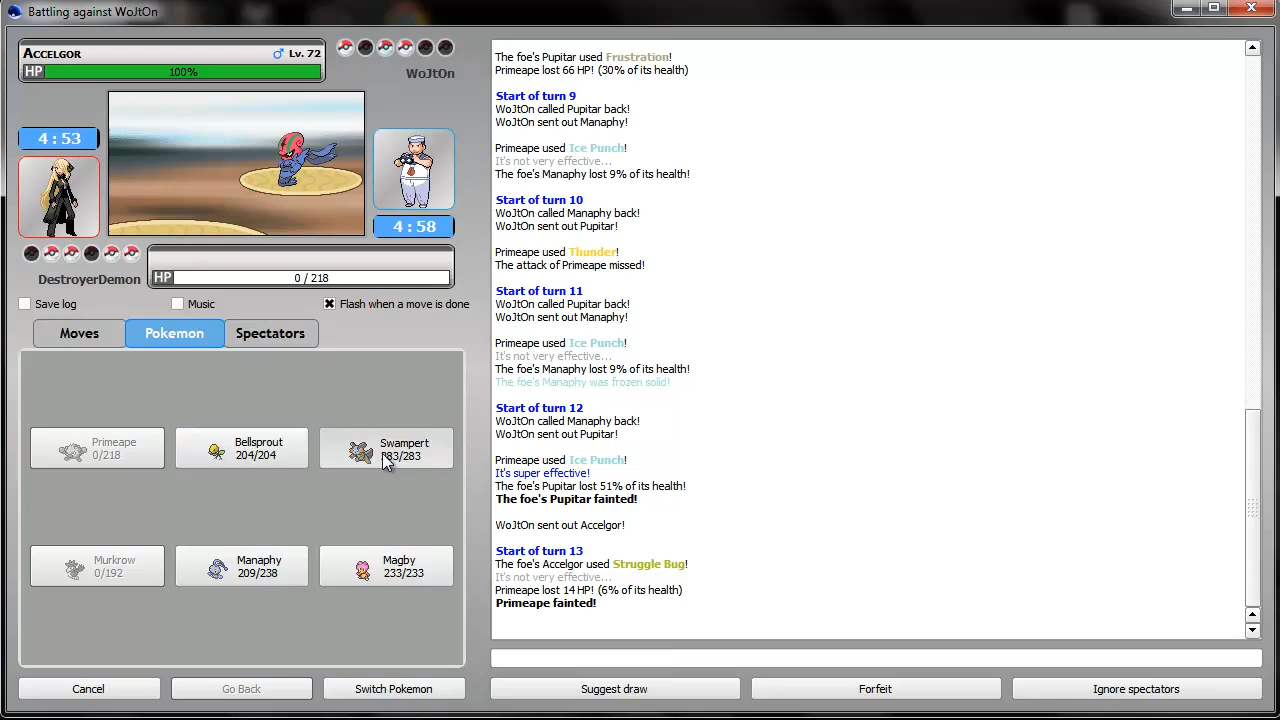 Battling against WoJtOn
ACCELGOR ♂ Lv. 72
HP 100%
WoJtOn
4:53
4:58
DestroyerDemon
HP 0 / 218
Save log
Music
Flash when a move is done
Moves
Pokemon
Spectators
Primeape
0/218
Bellsprout
204/204
Swampert
283/283
Murkrow
0/192
Manaphy
209/238
Magby
233/233
Cancel
Go Back
Switch Pokemon
The foe's Pupitar used Frustration!
Primeape lost 66 HP! (30% of its health)
Start of turn 9
WoJtOn called Pupitar back!
WoJtOn sent out Manaphy!
Primeape used Ice Punch!
It's not very effective...
The foe's Manaphy lost 9% of its health!
Start of turn 10
WoJtOn called Manaphy back!
WoJtOn sent out Pupitar!
Primeape used Thunder!
The attack of Primeape missed!
Start of turn 11
WoJtOn called Pupitar back!
WoJtOn sent out Manaphy!
Primeape used Ice Punch!
It's not very effective...
The foe's Manaphy lost 9% of its health!
The foe's Manaphy was frozen solid!
Start of turn 12
WoJtOn called Manaphy back!
WoJtOn sent out Pupitar!
Primeape used Ice Punch!
It's super effective!
The foe's Pupitar lost 51% of its health!
The foe's Pupitar fainted!
WoJtOn sent out Accelgor!
Start of turn 13
The foe's Accelgor used Struggle Bug!
It's not very effective...
Primeape lost 14 HP! (6% of its health)
Primeape fainted!
Suggest draw
Forfeit
Ignore spectators